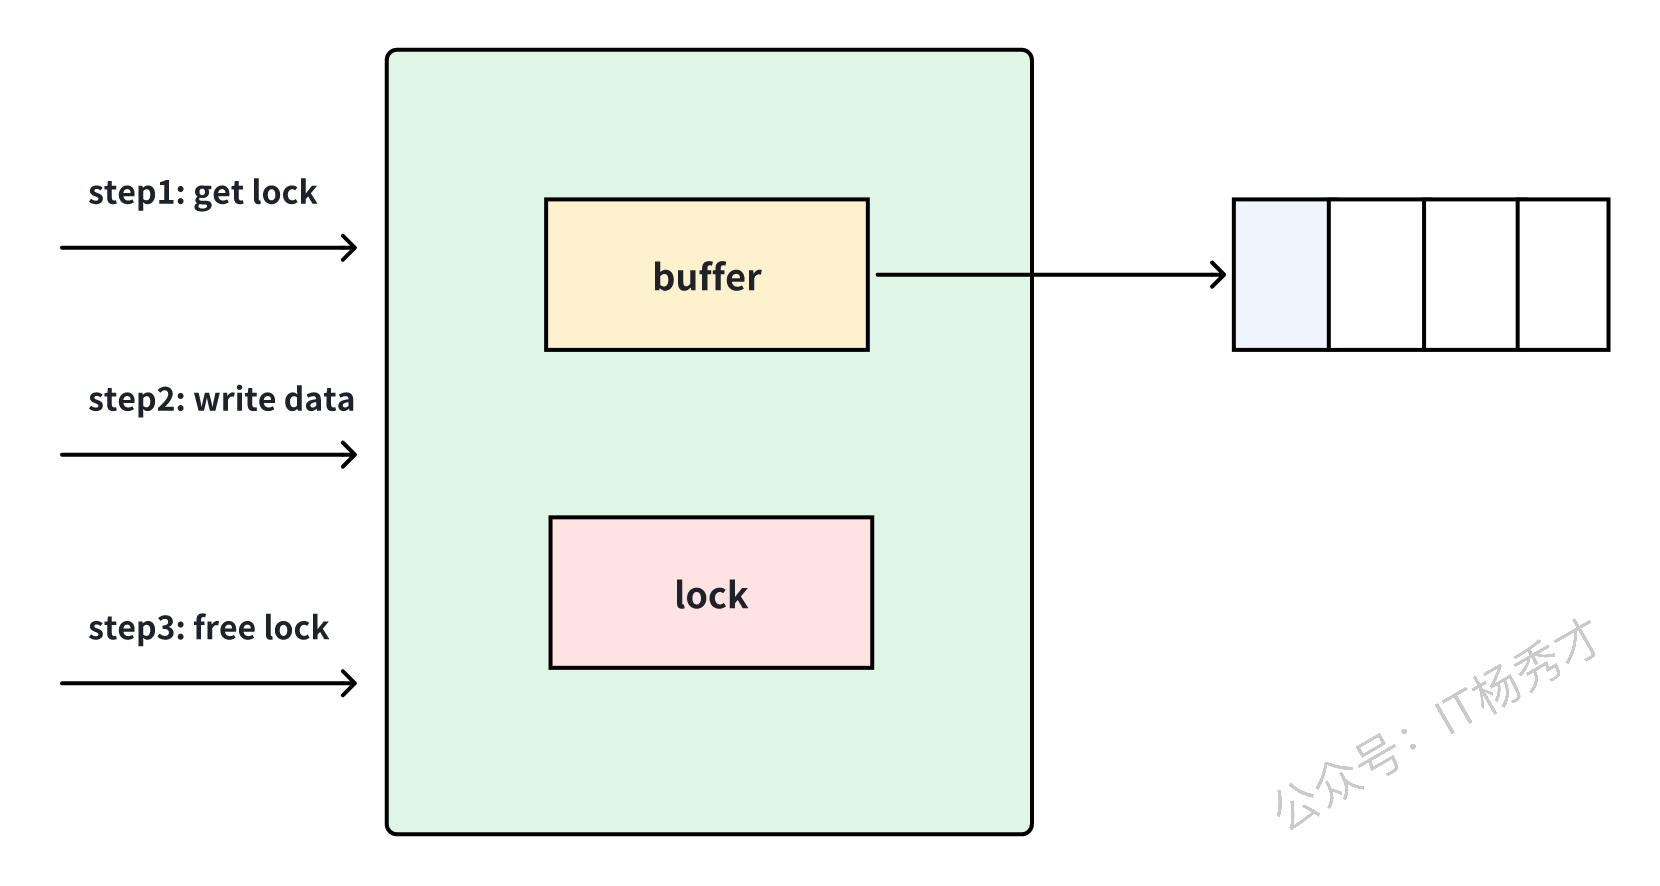 step1: get lock
buffer
step2: write data
lock
step3: free lock
公众号：IT杨秀才